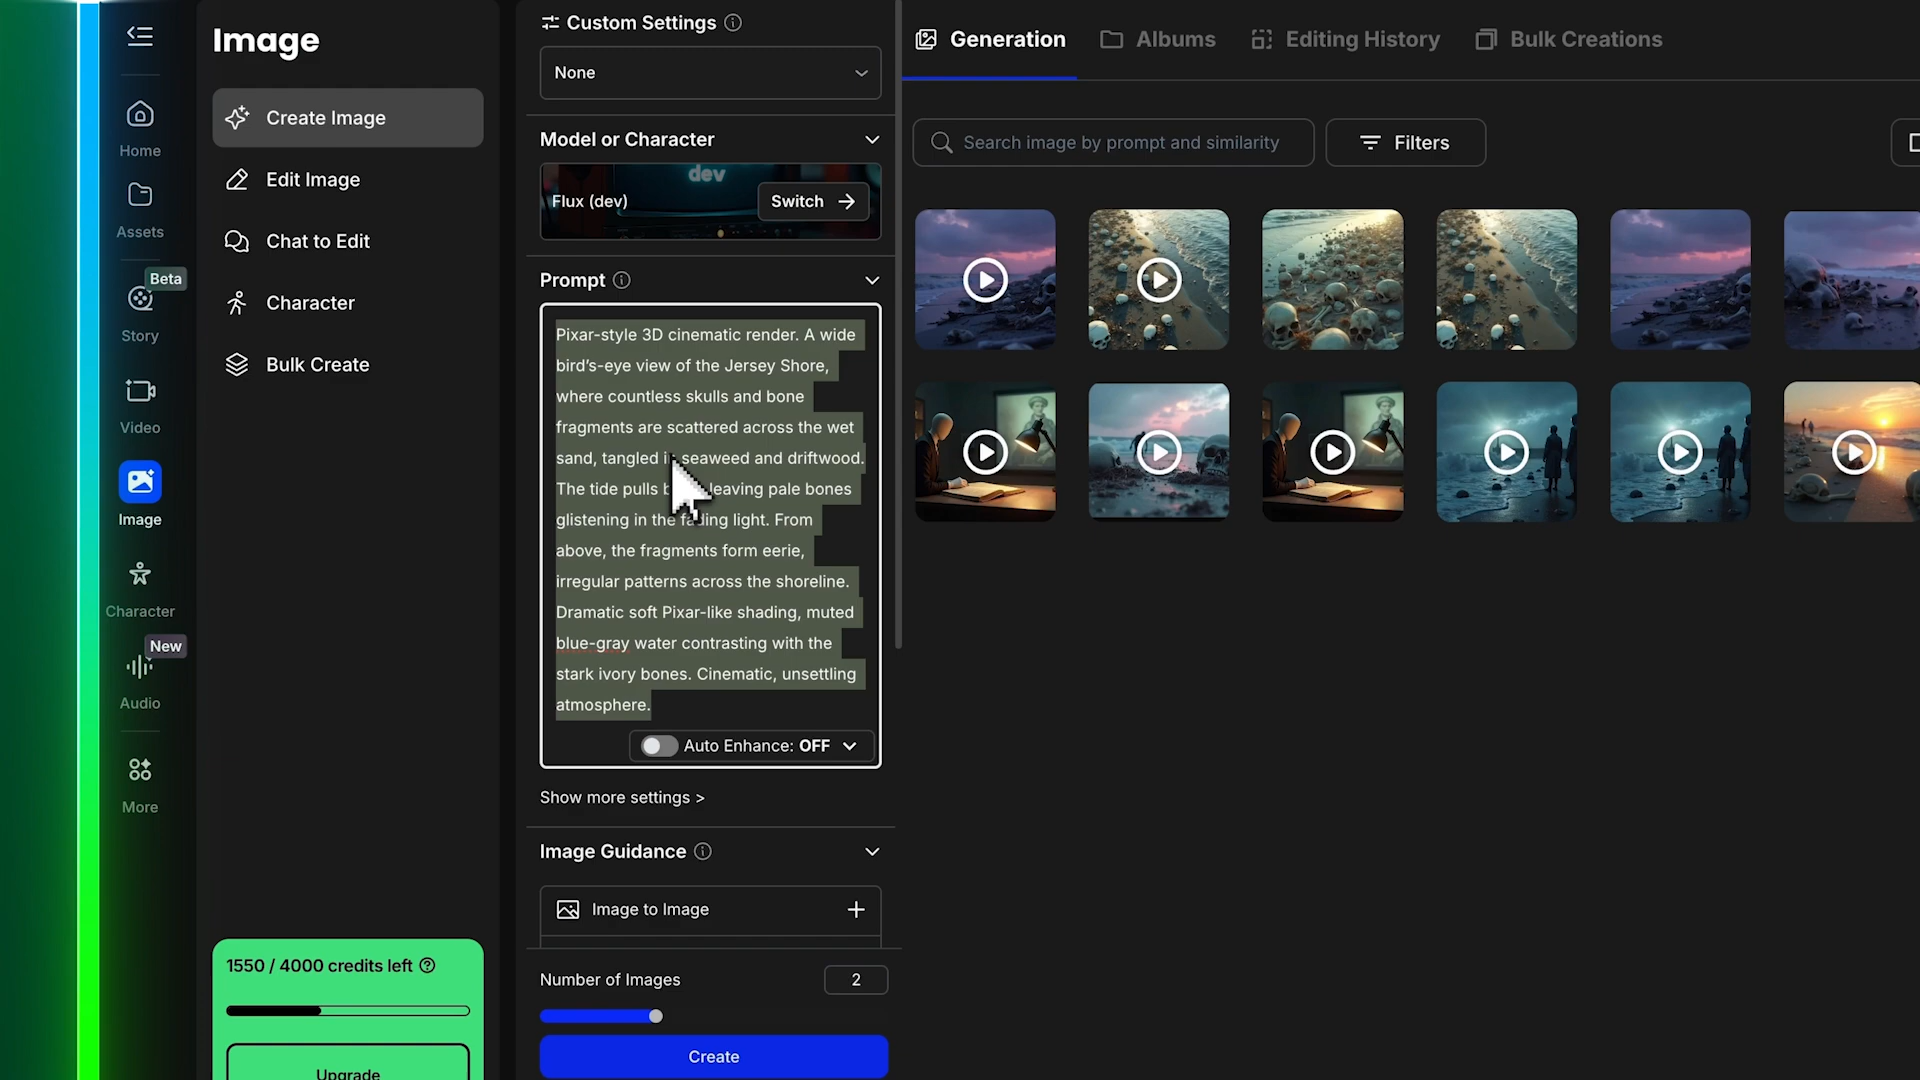 Image
Create Image
Edit Image
Chat to Edit
Character
Bulk Create
Home
Assets
Beta
Story
Video
Image
Character
New
Audio
More
1550 / 4000 credits left
Upgrade
Custom Settings
None
Model or Character
dev
Flux (dev)
Switch
Prompt
Pixar-style 3D cinematic render. A wide
bird's-eye view of the Jersey Shore,
where countless skulls and bone
fragments are scattered across the wet
sand, tangled seaweed and driftwood.
The tide pulls leaving pale bones
glistening in the fading light. From
above, the fragments form eerie,
irregular patterns across the shoreline.
Dramatic soft Pixar-like shading, muted
blue-gray water contrasting with the
stark ivory bones. Cinematic, unsettling
atmosphere.
Auto Enhance: OFF
Show more settings >
Image Guidance
Image to Image
Number of Images
2
Create
Generation
Albums
Editing History
Bulk Creations
Search image by prompt and similarity
Filters